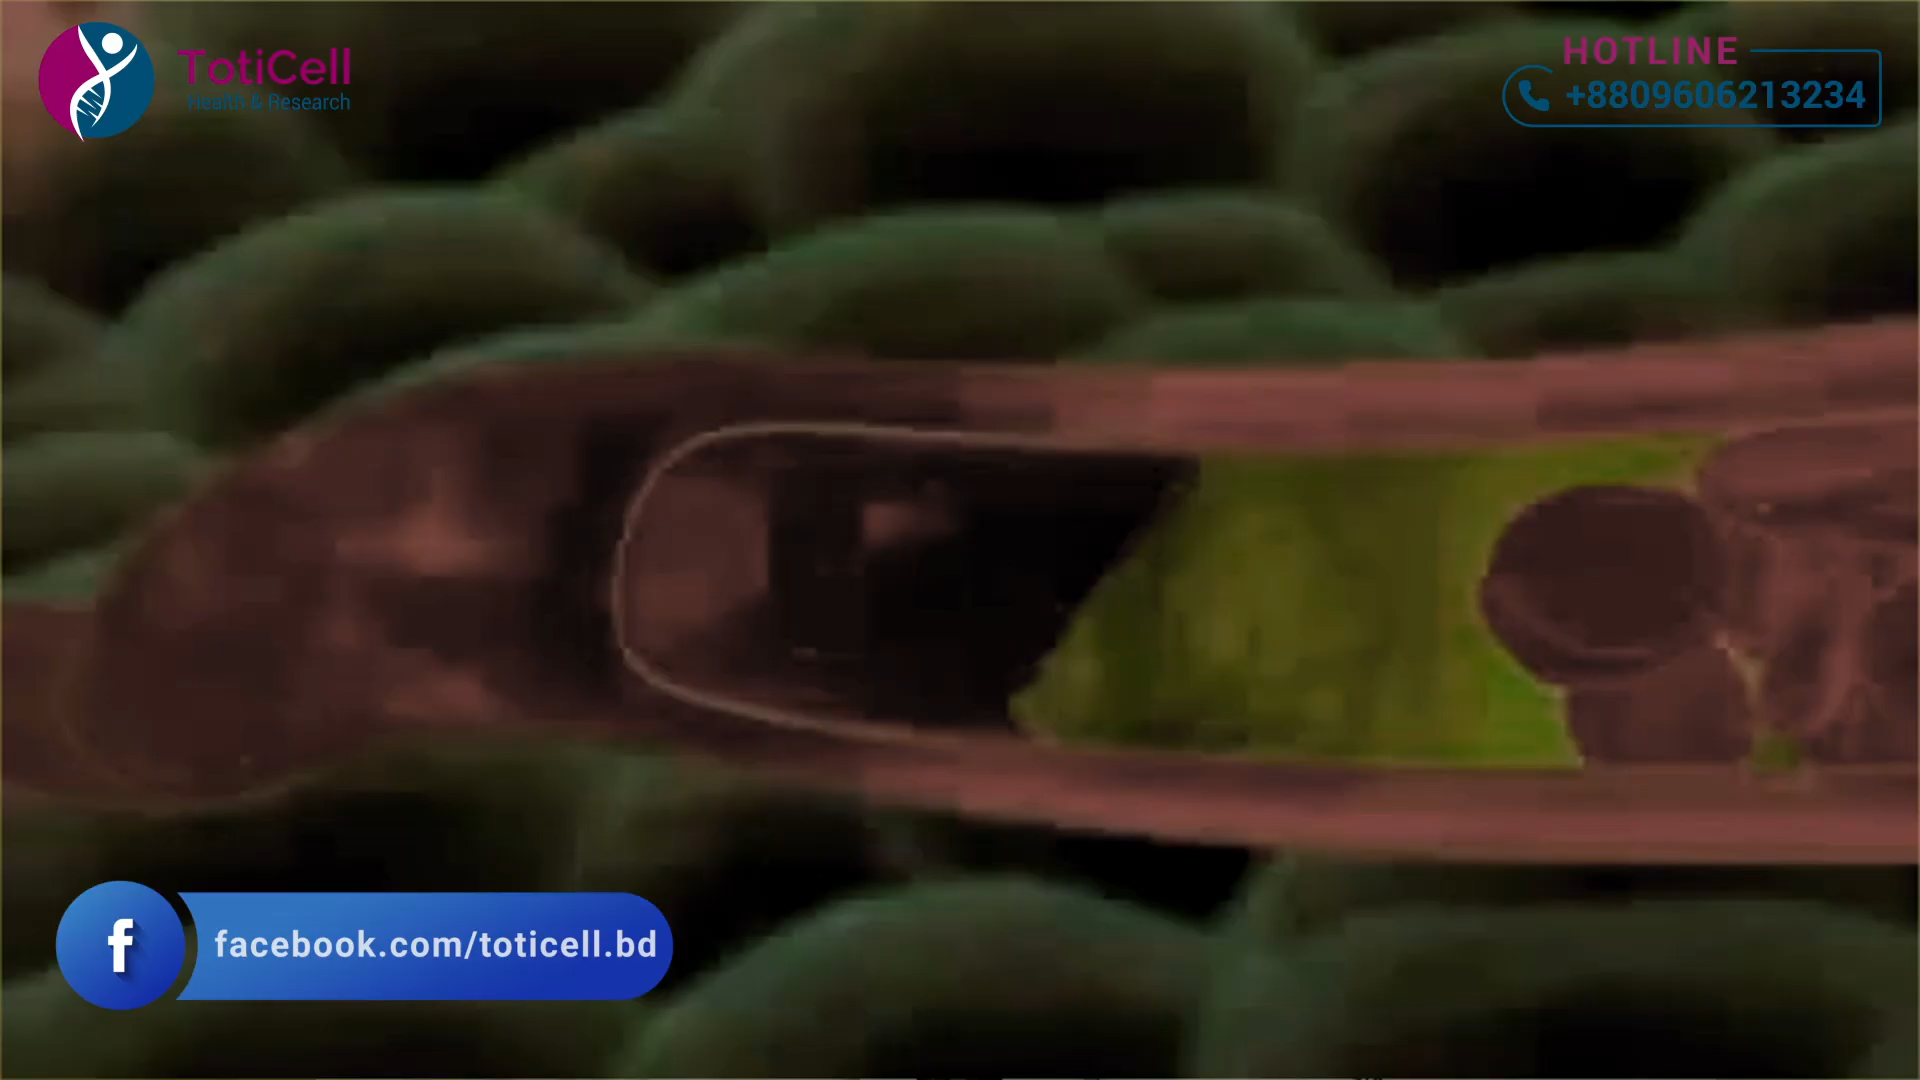 TotiCell
Health & Research
HOTLINE
+8809606213234
f
facebook.com/toticell.bd